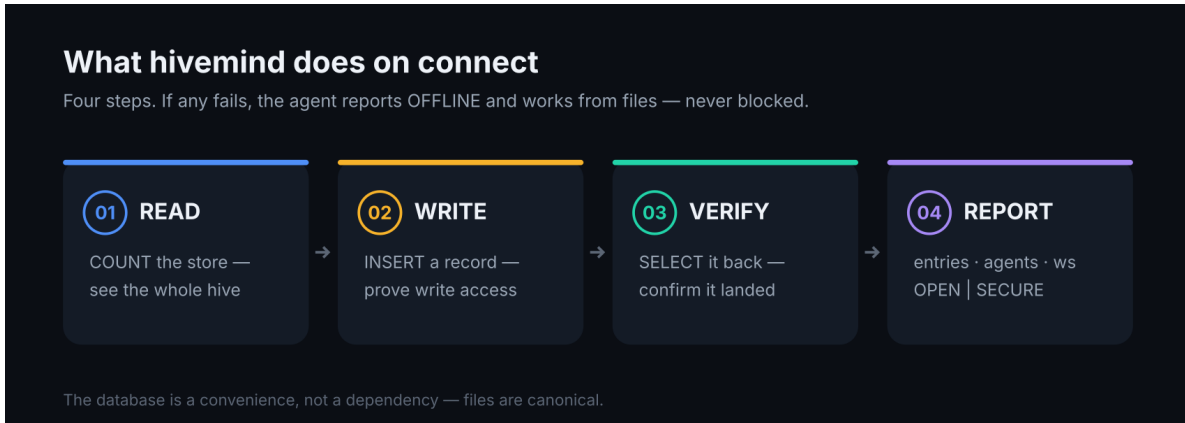 What hivemind does on connect
Four steps. If any fails, the agent reports OFFLINE and works from files — never blocked.
01 READ
COUNT the store —
see the whole hive
→
02 WRITE
INSERT a record —
prove write access
→
03 VERIFY
SELECT it back —
confirm it landed
→
04 REPORT
entries · agents · ws
OPEN | SECURE
The database is a convenience, not a dependency — files are canonical.